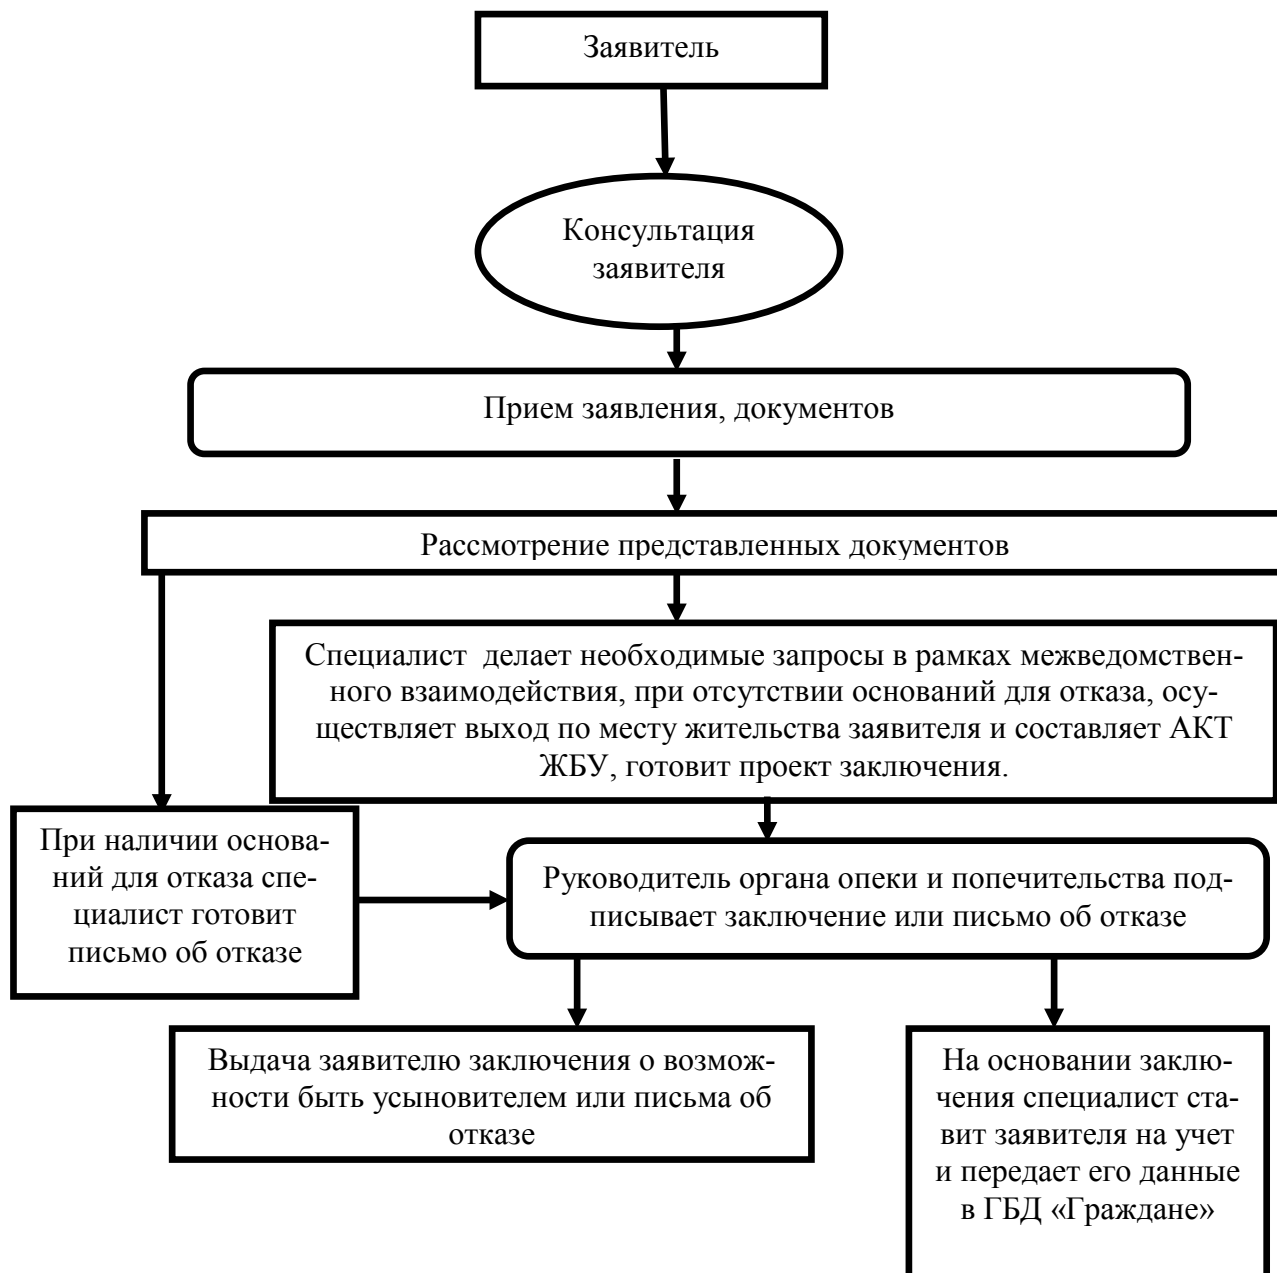 Заявитель
Консультация
заявителя
Прием заявления, документов
Рассмотрение представленных документов
Специалист  делает необходимые запросы в рамках межведомствен-
ного взаимодействия, при отсутствии оснований для отказа, осу-
ществляет выход по месту жительства заявителя и составляет АКТ
ЖБУ, готовит проект заключения.
При наличии основа-
ний для отказа спе-
циалист готовит
письмо об отказе
Руководитель органа опеки и попечительства под-
писывает заключение или письмо об отказе
Выдача заявителю заключения о возмож-
ности быть усыновителем или письма об
отказе
На основании заклю-
чения специалист ста-
вит заявителя на учет
и передает его данные
в ГБД «Граждане»